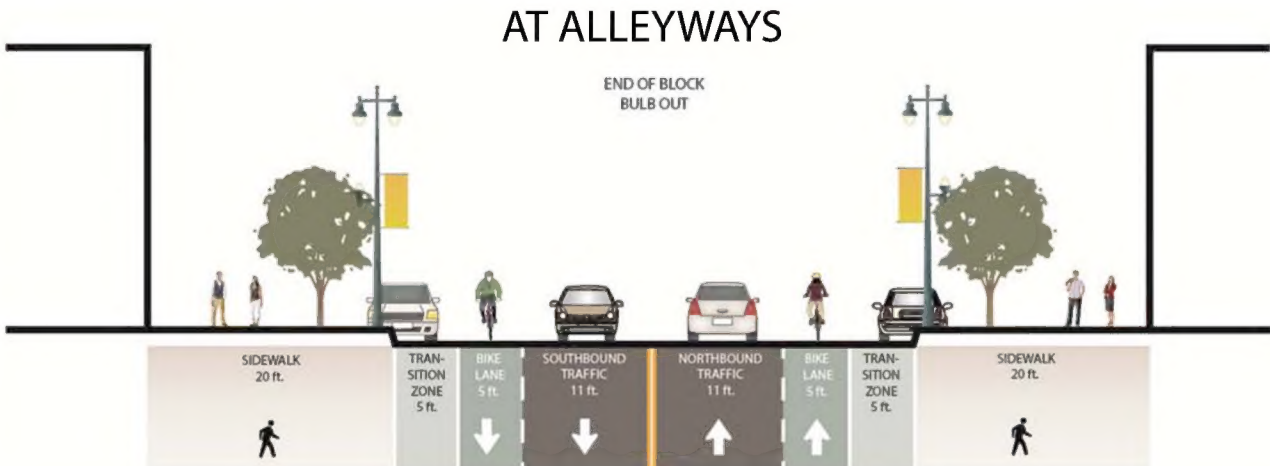 AT ALLEYWAYS
END OF BLOCK
BULB OUT
SIDEWALK
20 ft.
TRAN-
SITION
ZONE
5 ft.
BIKE
LANE
5 ft.
SOUTHBOUND
TRAFFIC
11 ft.
NORTHBOUND
TRAFFIC
11 ft.
BIKE
LANE
5 ft.
TRAN-
SITION
ZONE
5 ft.
SIDEWALK
20 ft.